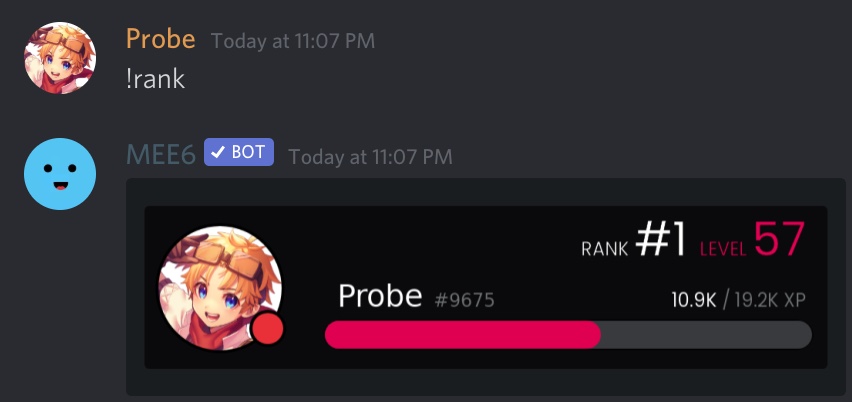 Probe Today at 11:07 PM
!rank
MEE6 BOT Today at 11:07 PM
RANK #1 LEVEL 57
Probe #9675 10.9K / 19.2K XP